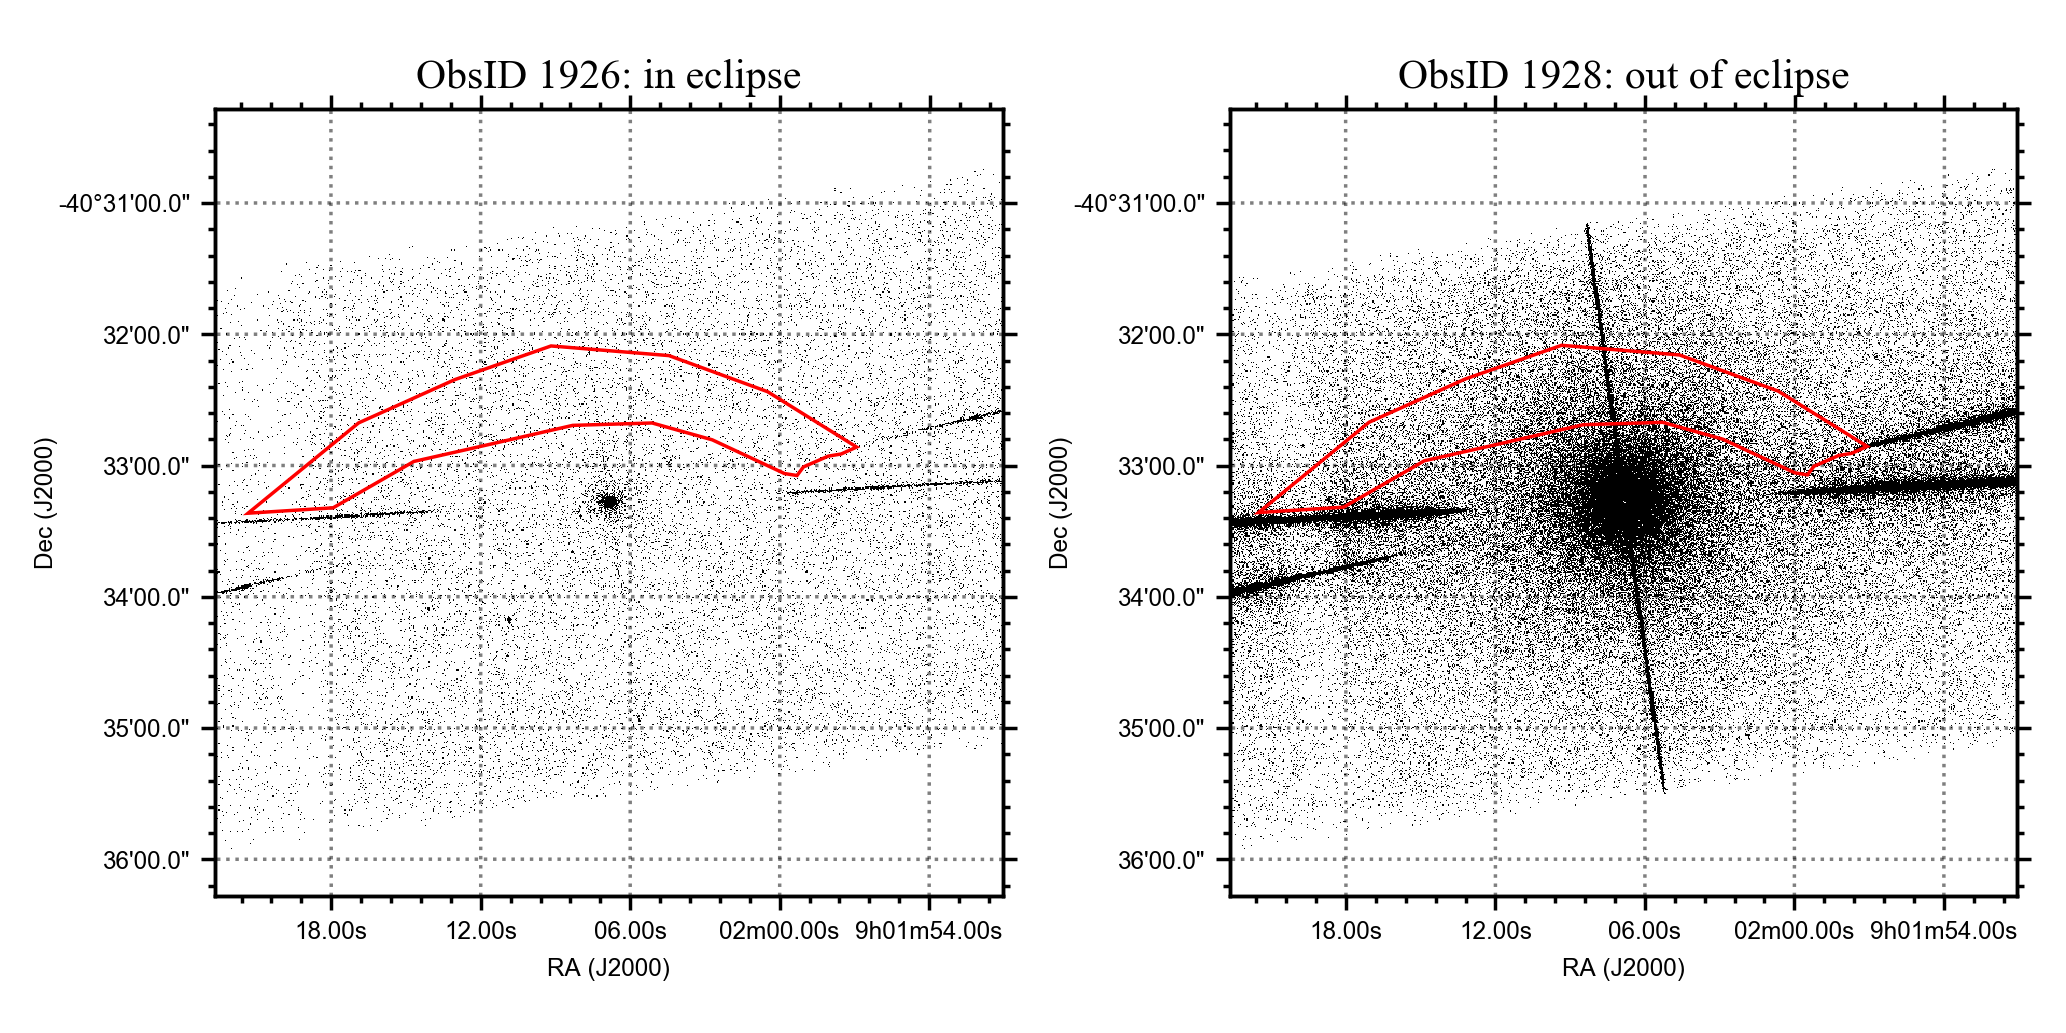 ObsID 1926: in eclipse
-40°31'00.0"
32'00.0"
33'00.0"
34'00.0"
35'00.0"
36'00.0"
Dec (J2000)
18.00s 12.00s 06.00s 02m00.00s 9h01m54.00s
RA (J2000)
ObsID 1928: out of eclipse
-40°31'00.0"
32'00.0"
33'00.0"
34'00.0"
35'00.0"
36'00.0"
Dec (J2000)
18.00s 12.00s 06.00s 02m00.00s 9h01m54.00s
RA (J2000)